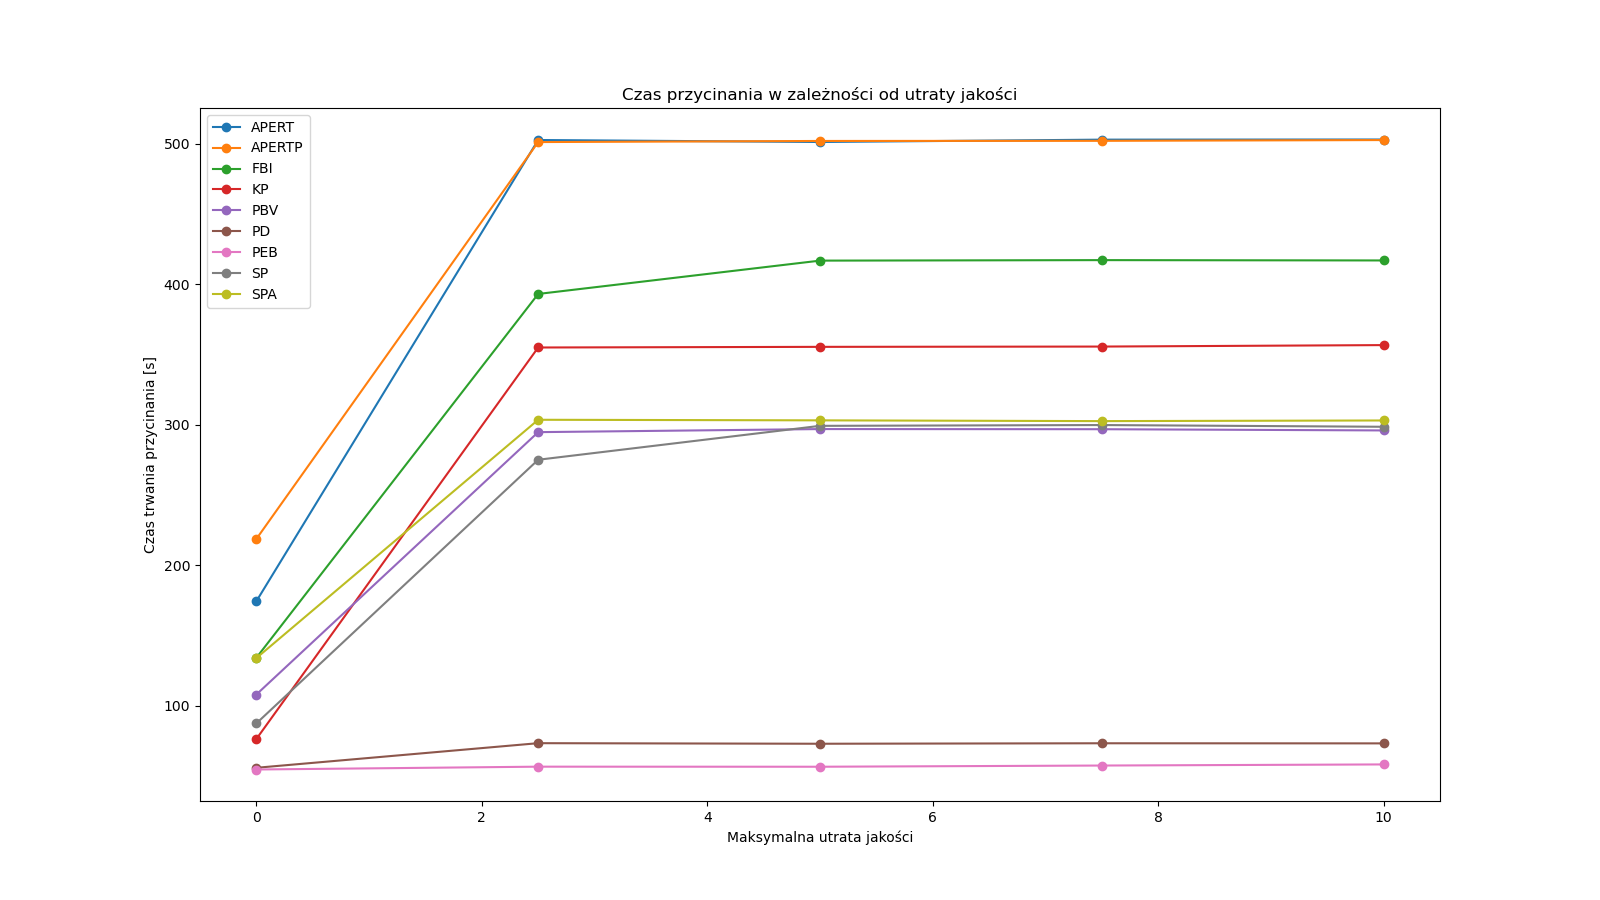 Czas przycinania w zależności od utraty jakości
APERT
APERTP
FBI
KP
PBV
PD
PEB
SP
SPA
500
400
300
200
100
Czas trwania przycinania [s]
0 2 4 6 8 10
Maksymalna utrata jakości